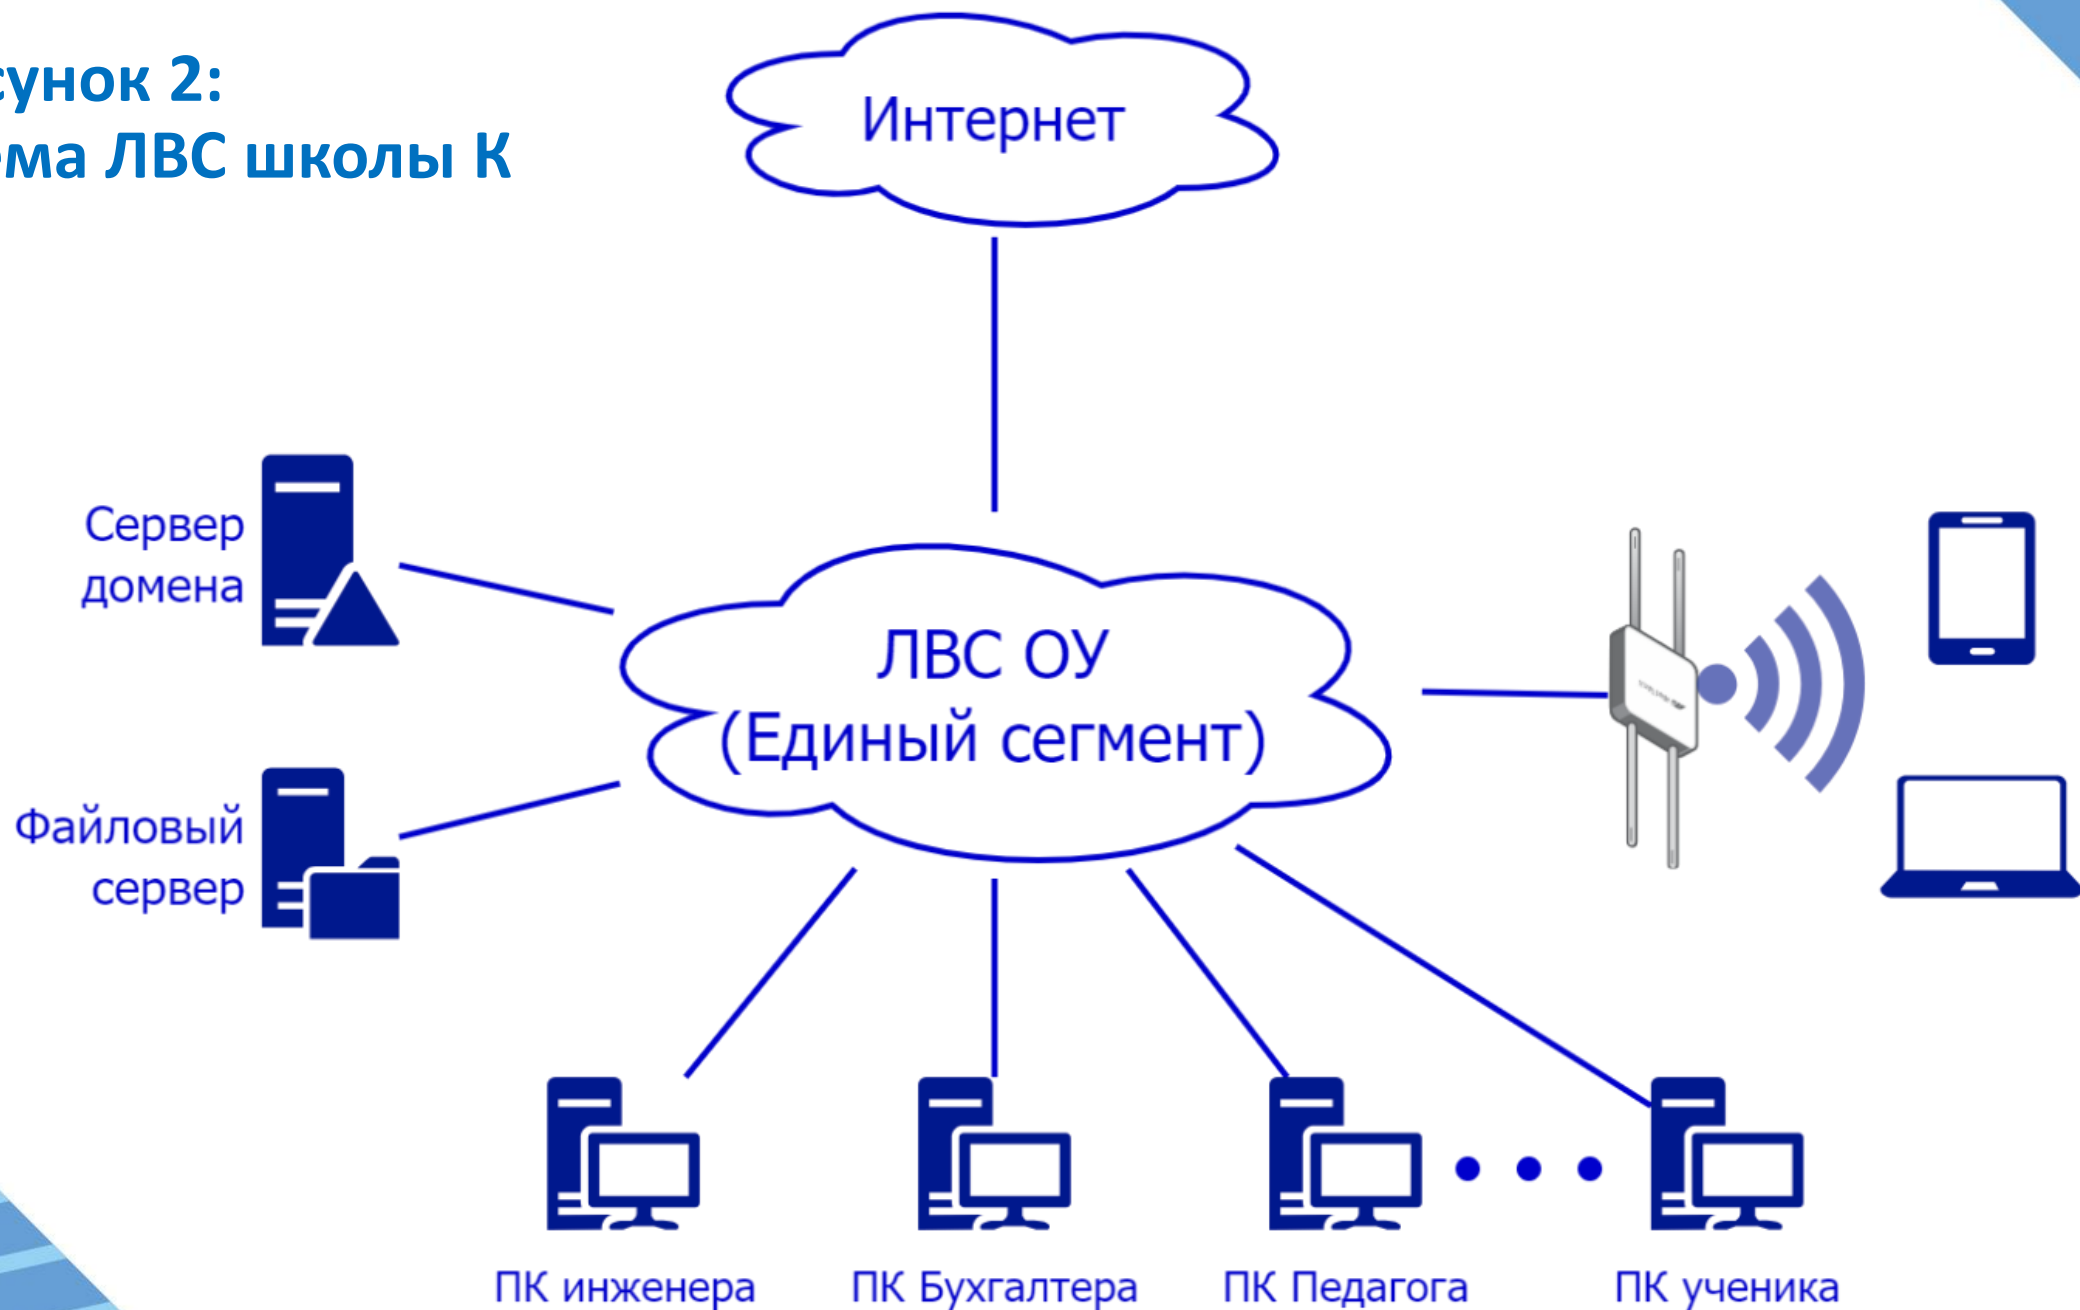 сунок 2:
ема ЛВС школы К
Интернет
Сервер
домена
ЛВС ОУ
(Единый сегмент)
Файловый
сервер
ПК инженера
ПК Бухгалтера
ПК Педагога
ПК ученика